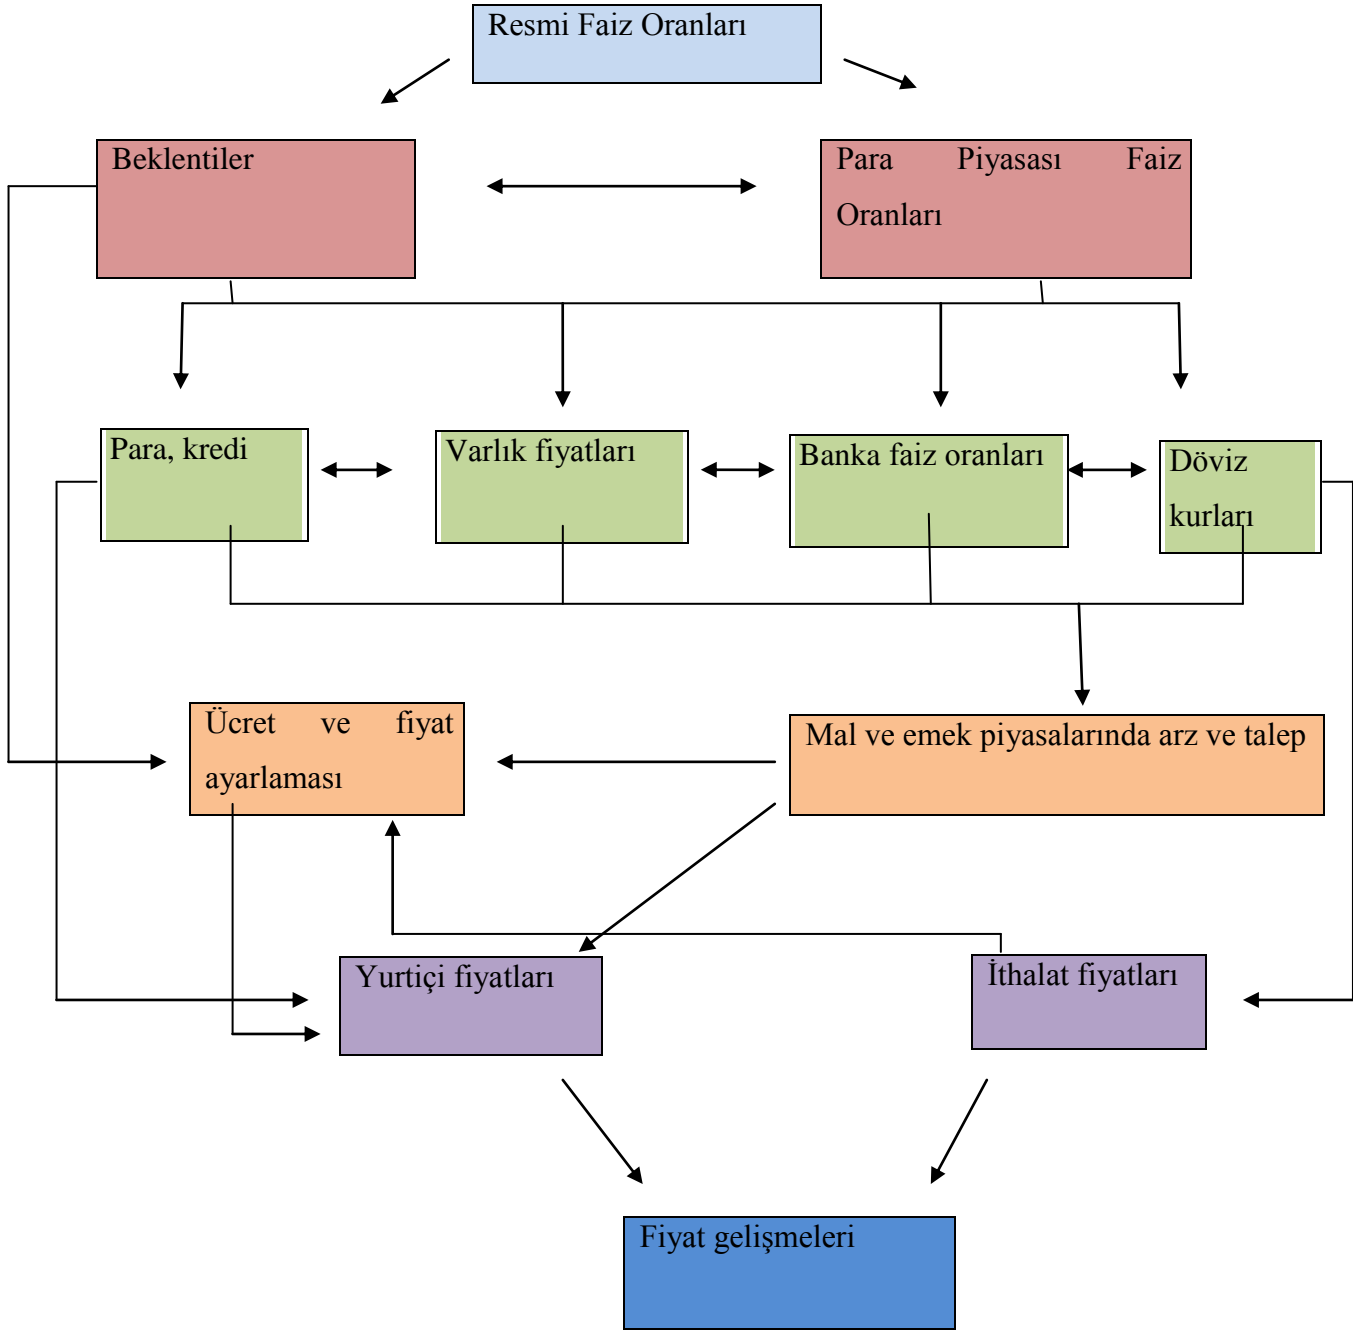 Resmi Faiz Oranları
Beklentiler
Para Piyasası Faiz
Oranları
Para, kredi
Varlık fiyatları
Banka faiz oranları
Döviz
kurları
Ücret ve fiyat
ayarlaması
Mal ve emek piyasalarında arz ve talep
Yurtiçi fiyatları
İthalat fiyatları
Fiyat gelişmeleri